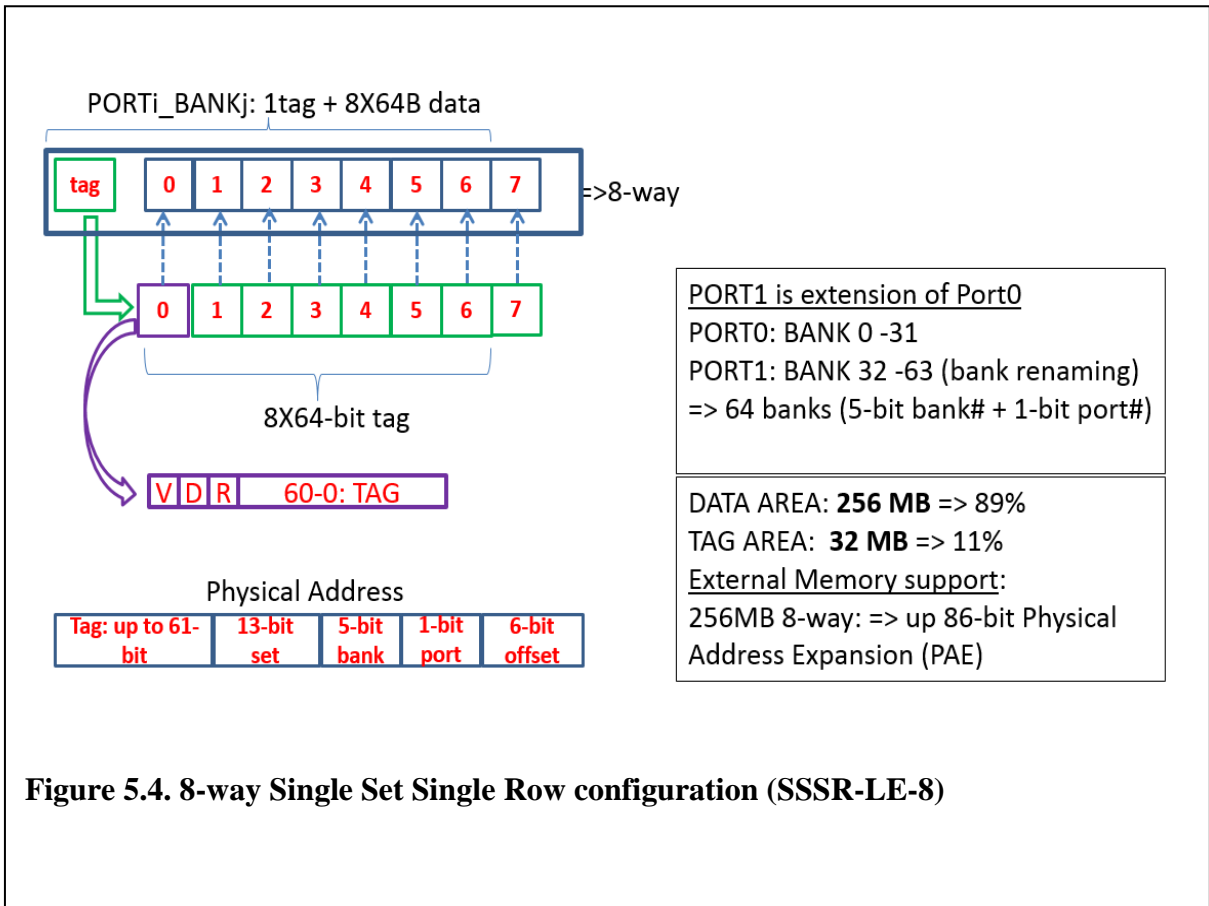 PORTi_BANKj: 1tag + 8X64B data
tag 0 1 2 3 4 5 6 7
=>8-way
0 1 2 3 4 5 6 7
8X64-bit tag
V D R 60-0: TAG
Physical Address
Tag: up to 61-
bit
13-bit
set
5-bit
bank
1-bit
port
6-bit
offset
PORT1 is extension of Port0
PORT0: BANK 0 -31
PORT1: BANK 32 -63 (bank renaming)
=> 64 banks (5-bit bank# + 1-bit port#)
DATA AREA: 256 MB => 89%
TAG AREA: 32 MB => 11%
External Memory support:
256MB 8-way: => up 86-bit Physical
Address Expansion (PAE)
Figure 5.4. 8-way Single Set Single Row configuration (SSSR-LE-8)